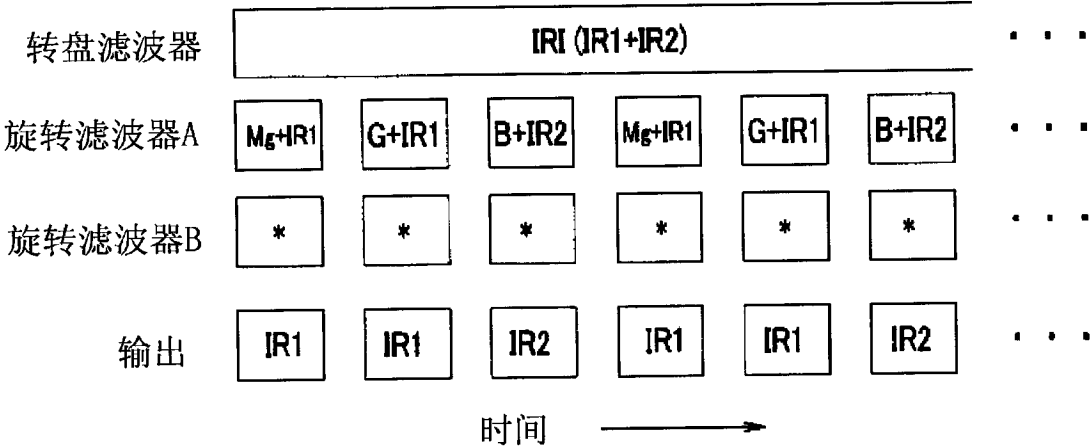 转盘滤波器 IRI (IR1+IR2) · · ·
旋转滤波器A Mg+IR1 G+IR1 B+IR2 Mg+IR1 G+IR1 B+IR2 · · ·
旋转滤波器B * * * * * * · · ·
输出 IR1 IR1 IR2 IR1 IR1 IR2 · · ·
时间